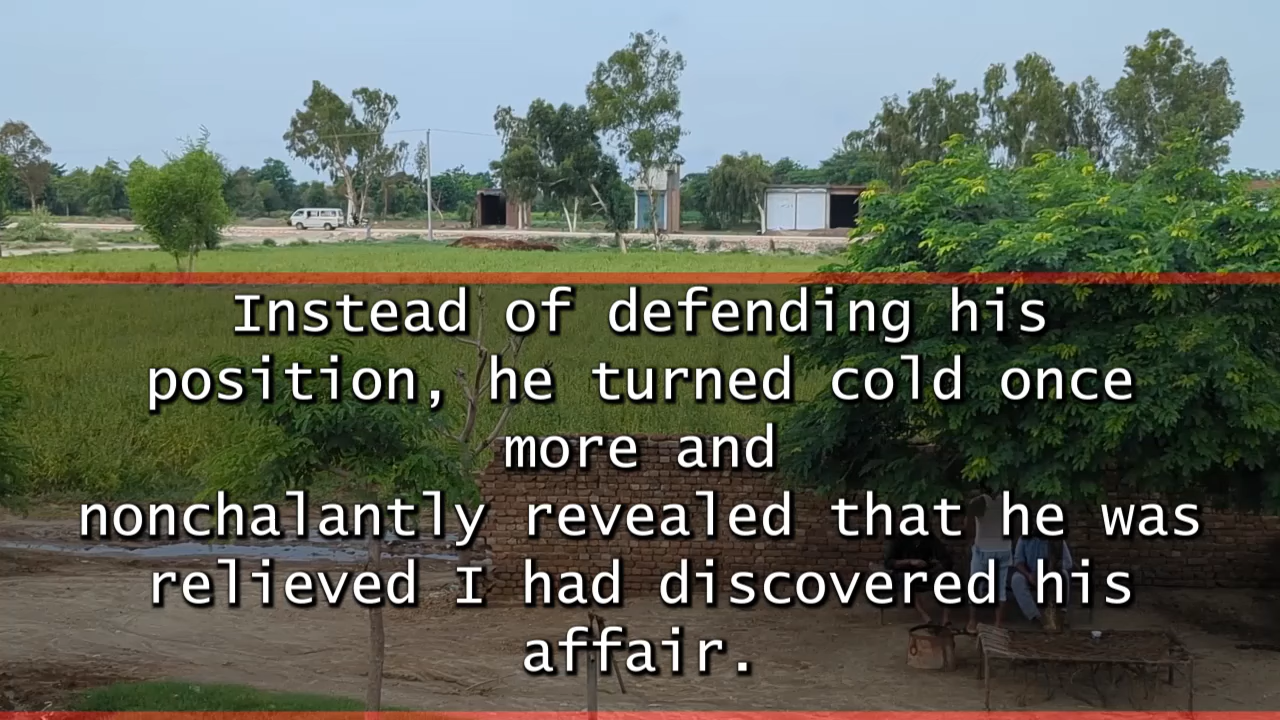 Instead of defending his
position, he turned cold once
more and
nonchalantly revealed that he was
relieved I had discovered his
affair.